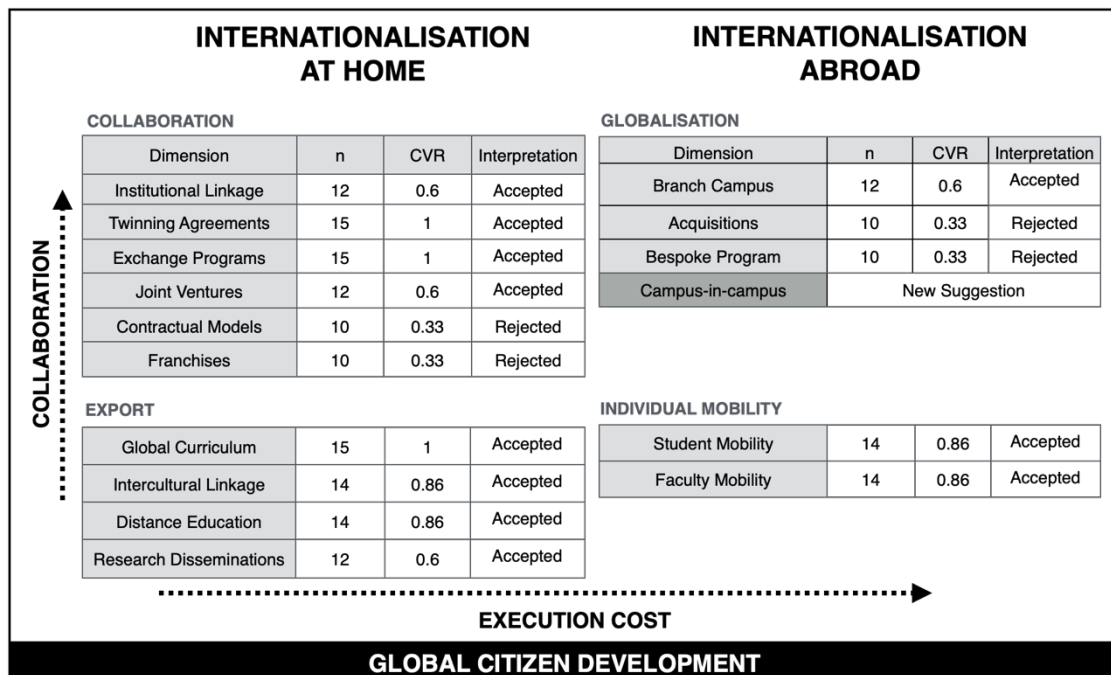 INTERNATIONALISATION
AT HOME
INTERNATIONALISATION
ABROAD
COLLABORATION
Dimension n CVR Interpretation
Institutional Linkage 12 0.6 Accepted
Twinning Agreements 15 1 Accepted
Exchange Programs 15 1 Accepted
Joint Ventures 12 0.6 Accepted
Contractual Models 10 0.33 Rejected
Franchises 10 0.33 Rejected
GLOBALISATION
Dimension n CVR Interpretation
Branch Campus 12 0.6 Accepted
Acquisitions 10 0.33 Rejected
Bespoke Program 10 0.33 Rejected
Campus-in-campus New Suggestion
COLLABORATION
EXPORT
Global Curriculum 15 1 Accepted
Intercultural Linkage 14 0.86 Accepted
Distance Education 14 0.86 Accepted
Research Disseminations 12 0.6 Accepted
INDIVIDUAL MOBILITY
Student Mobility 14 0.86 Accepted
Faculty Mobility 14 0.86 Accepted
EXECUTION COST
GLOBAL CITIZEN DEVELOPMENT